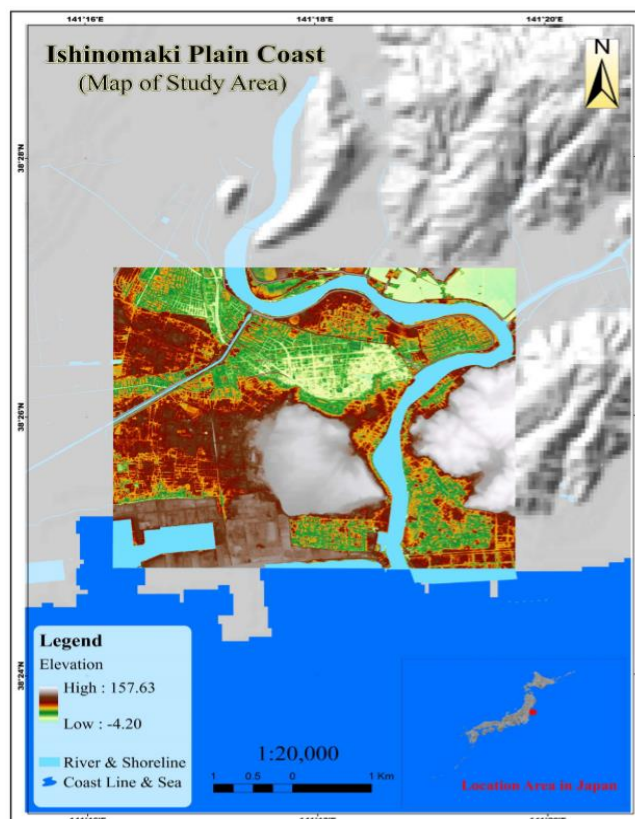 141°16'E 141°18'E 141°20'E
Ishinomaki Plain Coast
(Map of Study Area)
N
38°28'N
38°26'N
38°24'N
Legend
Elevation
High : 157.63
Low : -4.20
River & Shoreline
Coast Line & Sea
1:20,000
1 0.5 0 1 Km
Location Area in Japan